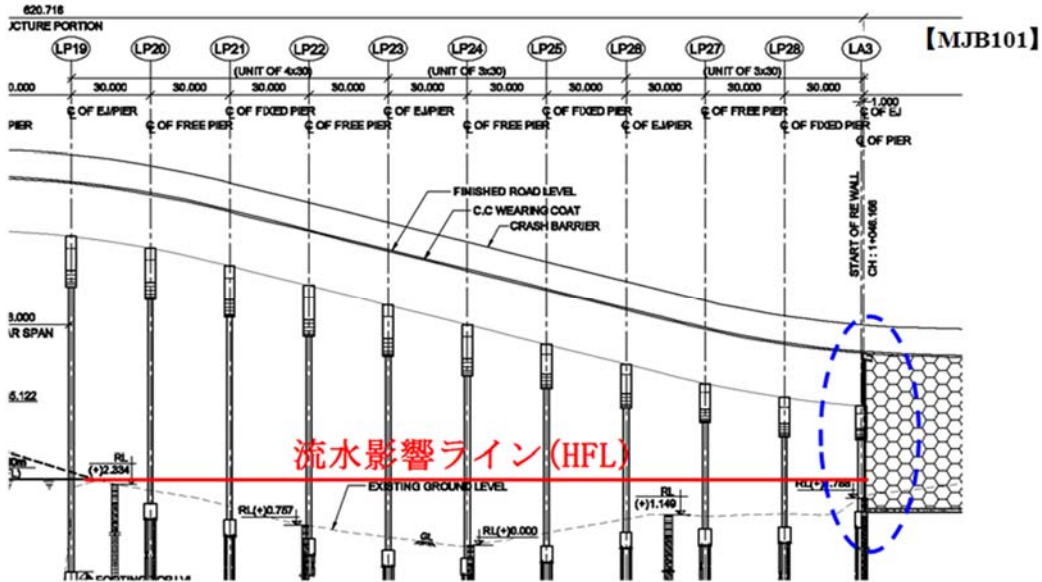 620.716
UCTURE PORTION
LP19 LP20 LP21 LP22 LP23 LP24 LP25 LP26 LP27 LP28 LA3
【MJB101】
(UNIT OF 4x30) (UNIT OF 3x30) (UNIT OF 3x30)
0.000 30.000 30.000 30.000 30.000 30.000 30.000 30.000 30.000 30.000 30.000
1.000
℄ OF EJ/PIER ℄ OF FIXED PIER ℄ OF EJ/PIER ℄ OF FIXED PIER ℄ OF FREE PIER ℄ OF EJ
PIER ℄ OF FREE PIER ℄ OF FREE PIER ℄ OF FREE PIER ℄ OF EJ/PIER ℄ OF FIXED PIER
℄ OF PIER
FINISHED ROAD LEVEL
C.C WEARING COAT
CRASH BARRIER
START OF RE WALL
CH : 1+046.166
AR SPAN
5.122
流水影響ライン(HFL)
RL
(+)2.334
EXISTING GROUND LEVEL
RL
(+)1.149
RL(+)0.757
RL(+)0.000
GL